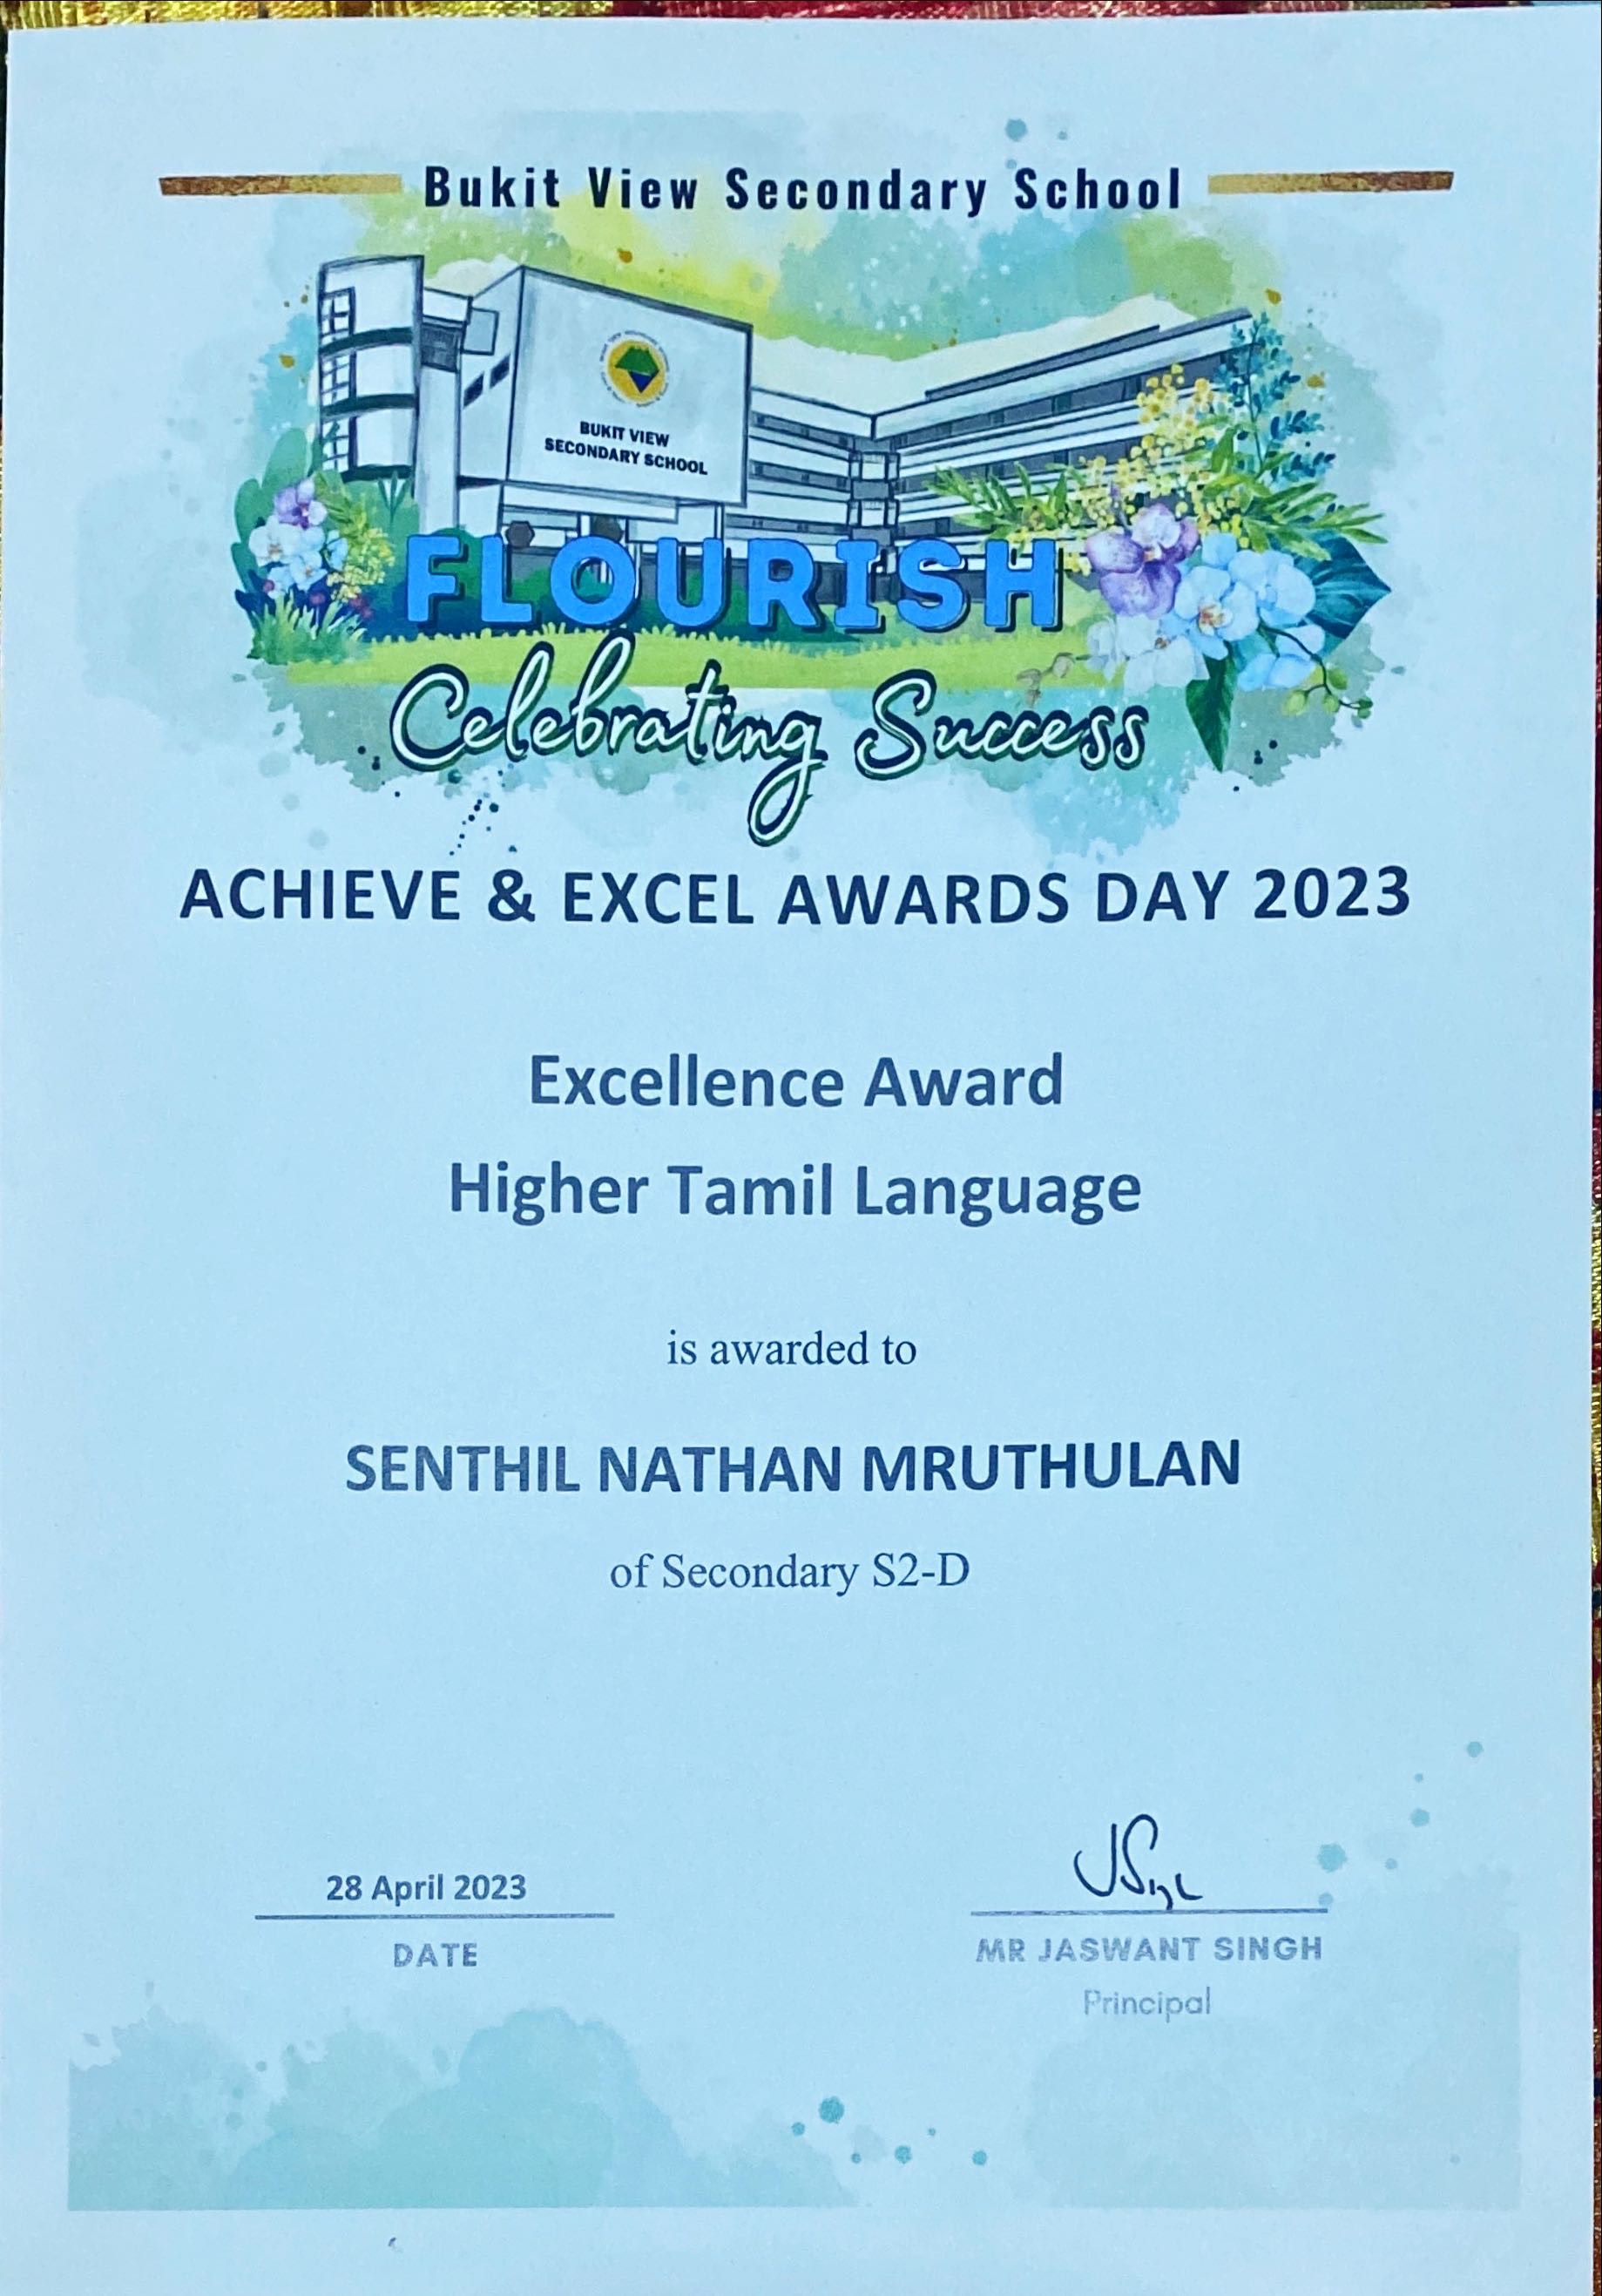 Bukit View Secondary School
BUKIT VIEW
SECONDARY SCHOOL
FLOURISH
Celebrating Success
ACHIEVE & EXCEL AWARDS DAY 2023
Excellence Award
Higher Tamil Language
is awarded to
SENTHIL NATHAN MRUTHULAN
of Secondary S2-D
28 April 2023
DATE
MR JASWANT SINGH
Principal